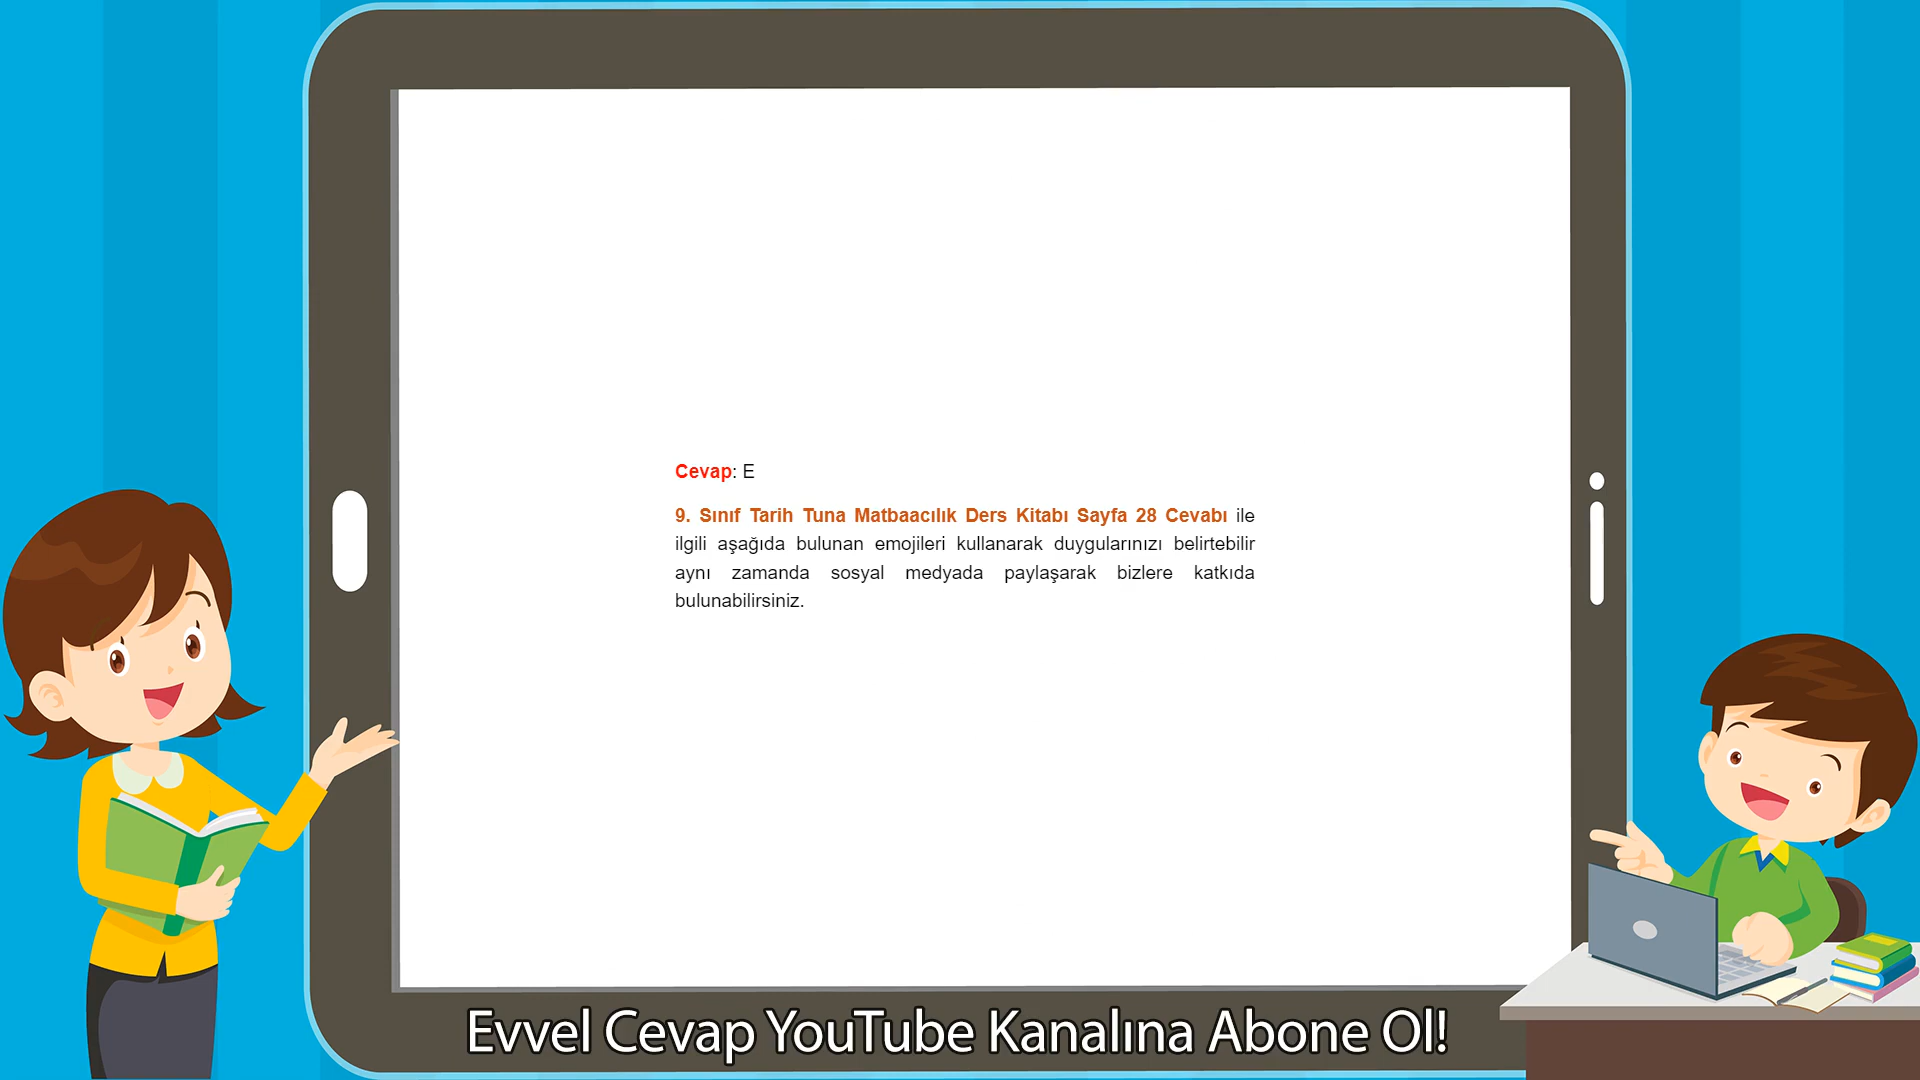 Cevap: E
9. Sınıf Tarih Tuna Matbaacılık Ders Kitabı Sayfa 28 Cevabı ile
ilgili aşağıda bulunan emojileri kullanarak duygularınızı belirtebilir
aynı zamanda sosyal medyada paylaşarak bizlere katkıda
bulunabilirsiniz.
Evvel Cevap YouTube Kanalına Abone Ol!